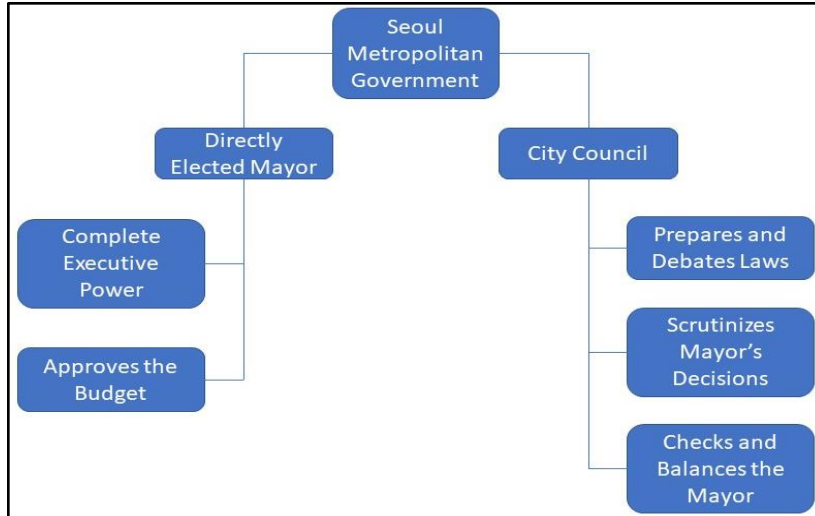 Seoul
Metropolitan
Government
Directly
Elected Mayor
City Council
Complete
Executive
Power
Approves the
Budget
Prepares and
Debates Laws
Scrutinizes
Mayor's
Decisions
Checks and
Balances the
Mayor